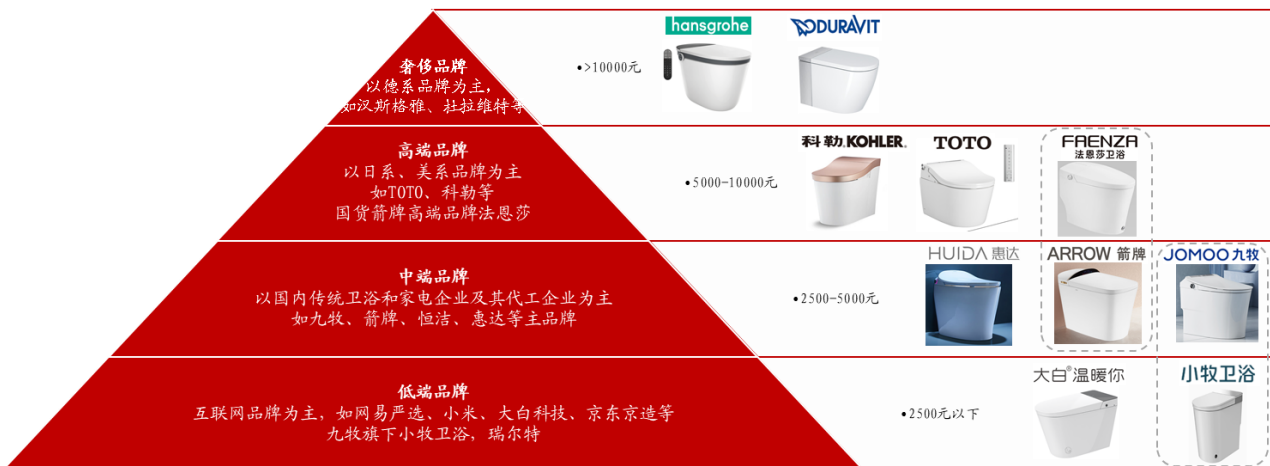 hansgrohe
DURAVIT
奢侈品牌
以德系品牌为主，
如汉斯格雅、杜拉维特等
•>10000元
科勒 KOHLER®
TOTO
FAENZA
法恩莎卫浴
高端品牌
以日系、美系品牌为主
如TOTO、科勒等
国货箭牌高端品牌法恩莎
•5000-10000元
HUIDA 惠达
ARROW 箭牌
JOMOO 九牧
中端品牌
以国内传统卫浴和家电企业及其代工企业为主
如九牧、箭牌、恒洁、惠达等主品牌
•2500-5000元
大白®温暖你
小牧卫浴
低端品牌
互联网品牌为主，如网易严选、小米、大白科技、京东京造等
九牧旗下小牧卫浴，瑞尔特
•2500元以下